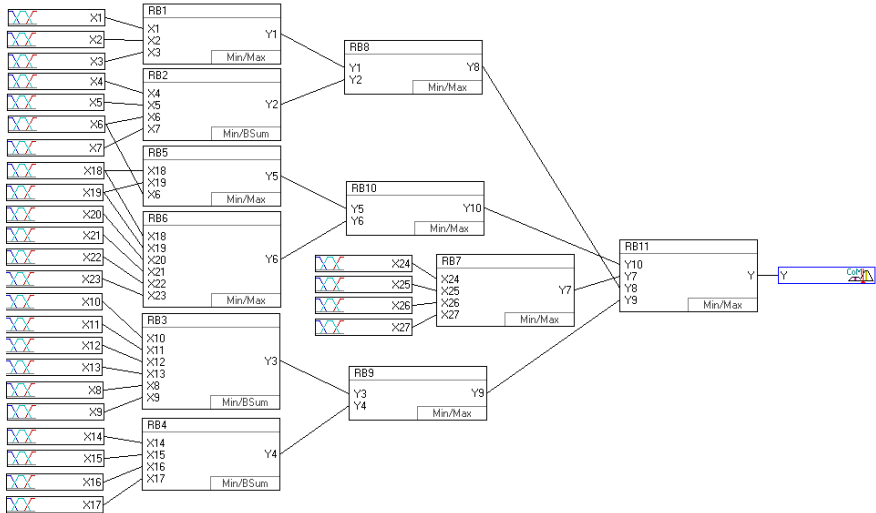 X1
X2
X3
X4
X5
X6
X7
X18
X19
X20
X21
X22
X23
X10
X11
X12
X13
X8
X9
X14
X15
X16
X17
RB1
X1
X2
X3
Y1
Min/Max
RB2
X4
X5
X6
X7
Y2
Min/BSum
RB5
X18
X19
X6
Y5
Min/Max
RB6
X18
X19
X20
X21
X22
X23
Y6
Min/Max
RB3
X10
X11
X12
X13
X8
X9
Y3
Min/BSum
RB4
X14
X15
X16
X17
Y4
Min/BSum
RB8
Y1
Y2
Y8
Min/Max
RB10
Y5
Y6
Y10
Min/Max
X24
X25
X26
X27
RB7
X24
X25
X26
X27
Y7
Min/Max
RB9
Y3
Y4
Y9
Min/Max
RB11
Y10
Y7
Y8
Y9
Y
Min/Max
Y